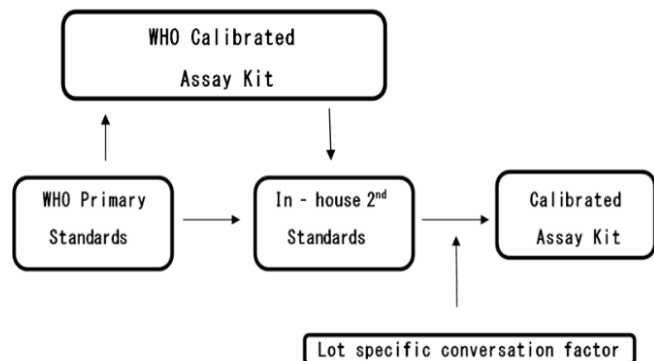 WHO Calibrated
Assay Kit
WHO Primary
Standards
In - house 2nd
Standards
Calibrated
Assay Kit
Lot specific conversation factor